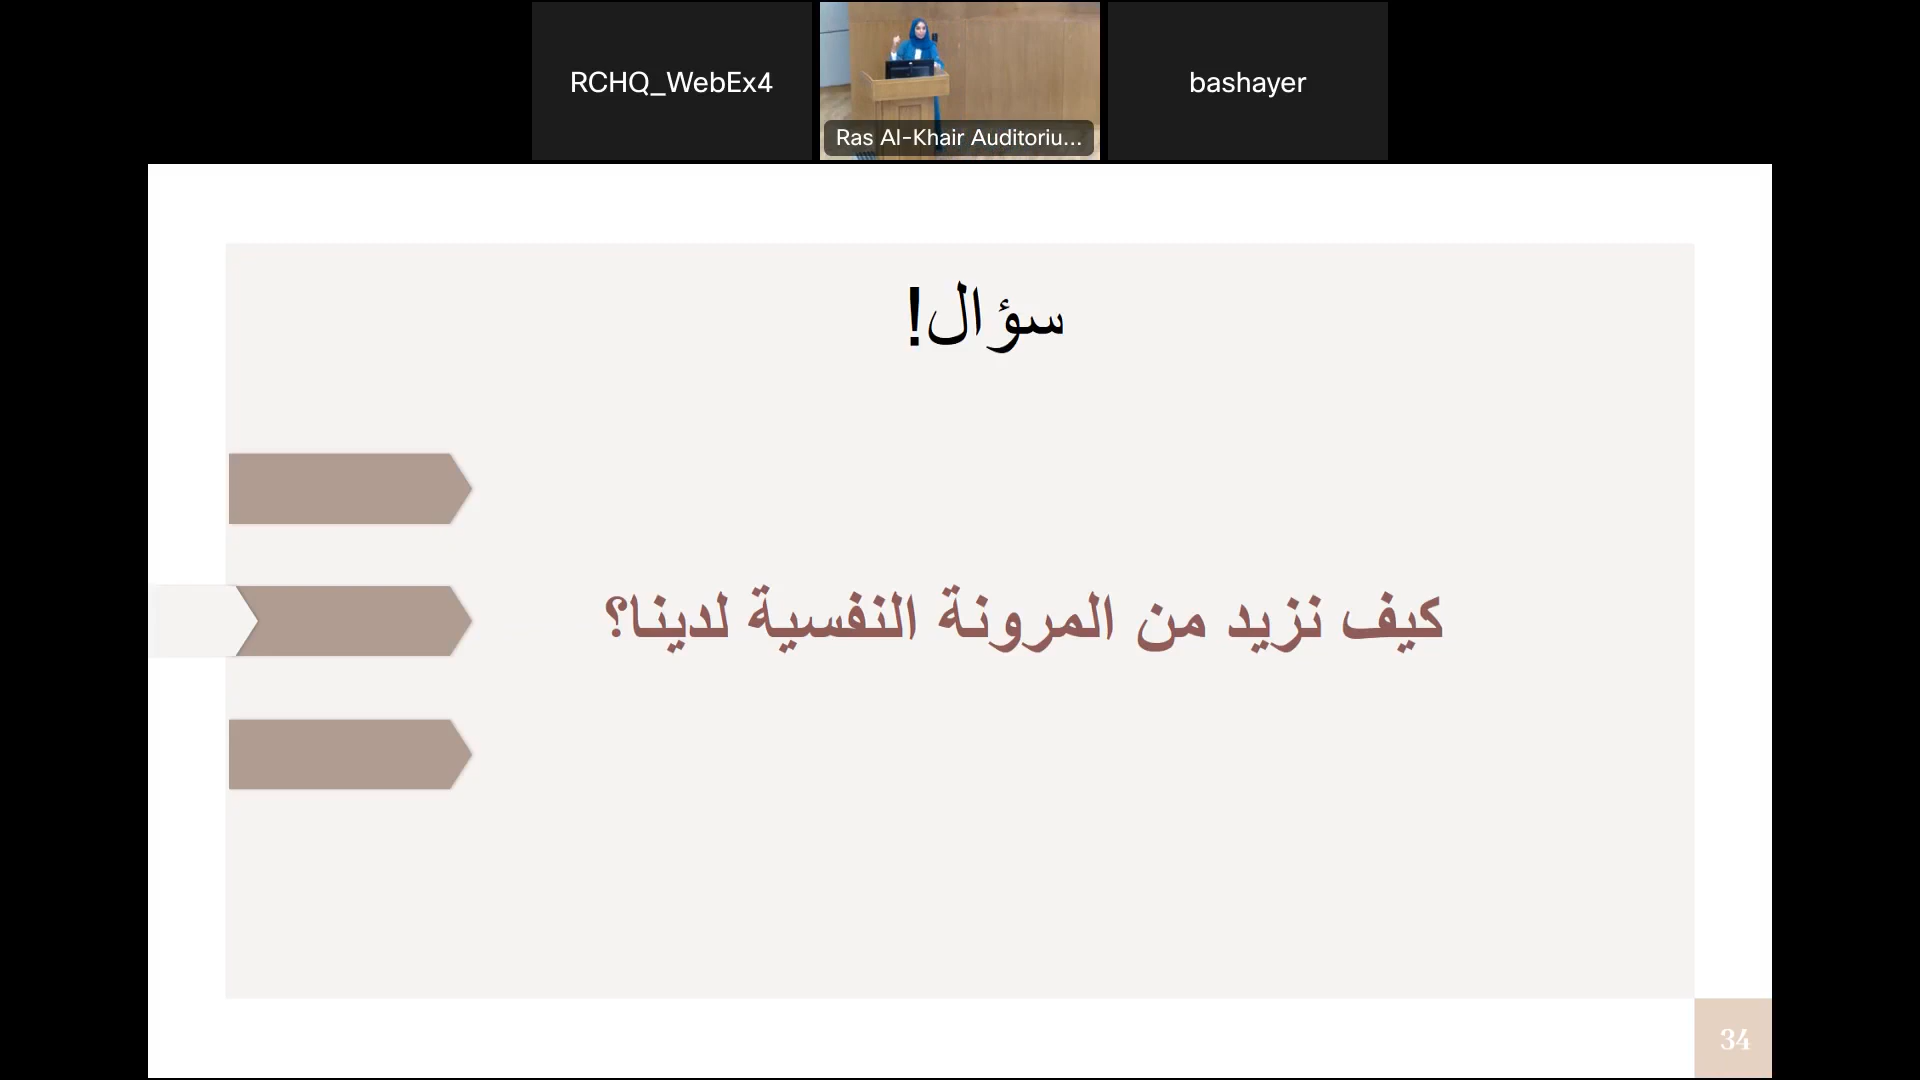 RCHQ_WebEx4
Ras Al-Khair Auditoriu...
bashayer
سؤال!
كيف نزيد من المرونة النفسية لدينا؟
34